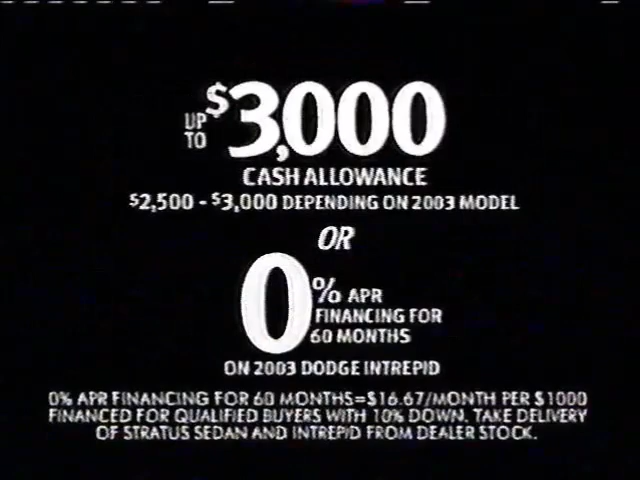 UP TO $3,000
CASH ALLOWANCE
$2,500 - $3,000 DEPENDING ON 2003 MODEL
OR
0% APR
FINANCING FOR
60 MONTHS
ON 2003 DODGE INTREPID
0% APR FINANCING FOR 60 MONTHS=$16.67/MONTH PER $1000
FINANCED FOR QUALIFIED BUYERS WITH 10% DOWN. TAKE DELIVERY
OF STRATUS SEDAN AND INTREPID FROM DEALER STOCK.